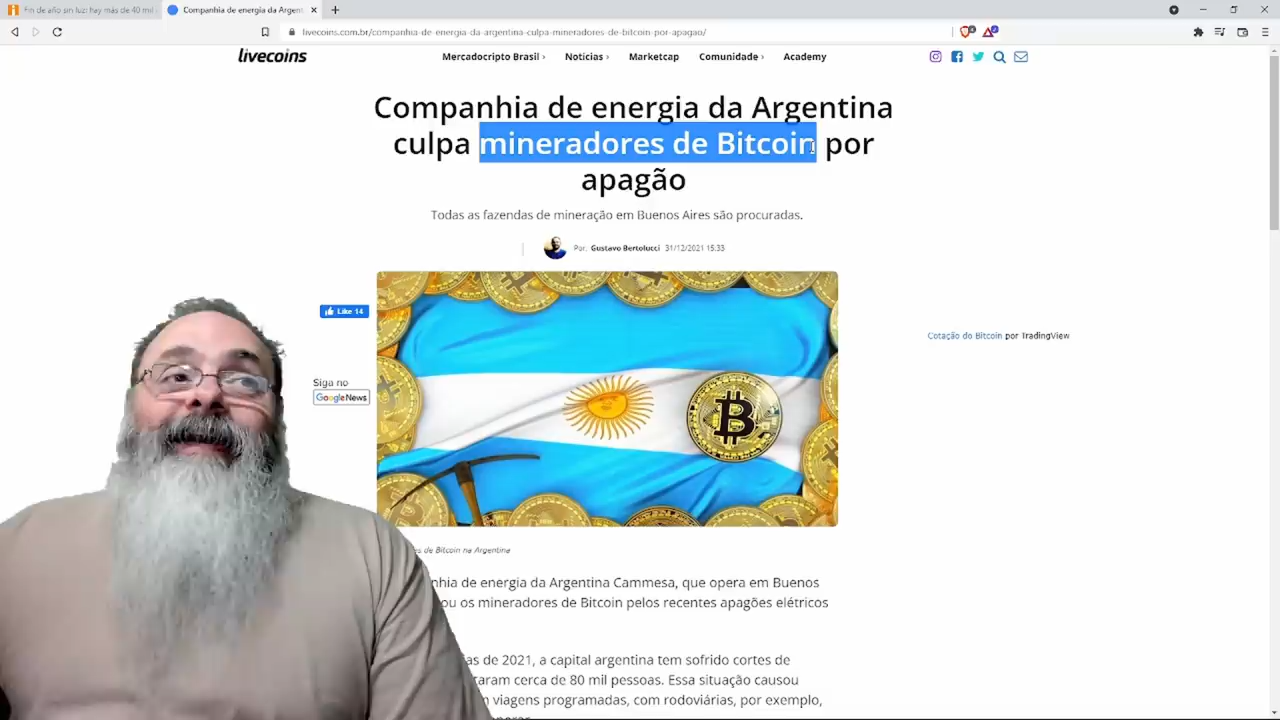 Fin de año sin luz: hay más de 40 mil
Companhia de energia da Argent
livecoins.com.br/companhia-de-energia-da-argentina-culpa-mineradores-de-bitcoin-por-apagao/
livecoins
Mercadocripto Brasil
Notícias
Marketcap
Comunidade
Academy
Companhia de energia da Argentina
culpa mineradores de Bitcoin por
apagão
Todas as fazendas de mineração em Buenos Aires são procuradas.
Por. Gustavo Bertolucci 31/12/2021 15:33
Like 14
Siga no
Google News
Cotação do Bitcoin por TradingView
de Bitcoin na Argentina
de energia da Argentina Cammesa, que opera em Buenos
os mineradores de Bitcoin pelos recentes apagões elétricos
de 2021, a capital argentina tem sofrido cortes de
cerca de 80 mil pessoas. Essa situação causou
viagens programadas, com rodoviárias, por exemplo,